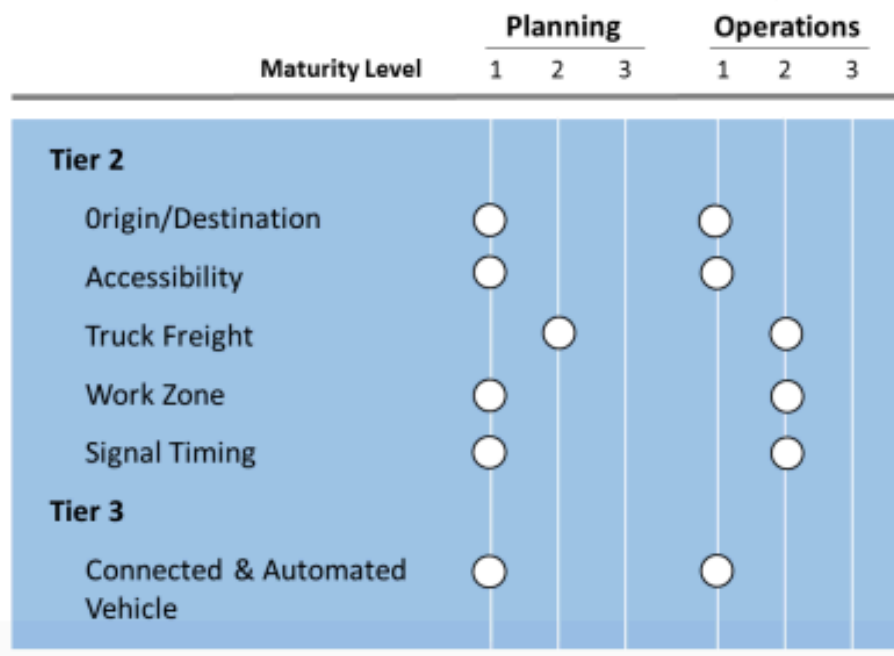 Planning Operations
Maturity Level 1 2 3 1 2 3
Tier 2
0rigin/Destination
Accessibility
Truck Freight
Work Zone
Signal Timing
Tier 3
Connected & Automated
Vehicle